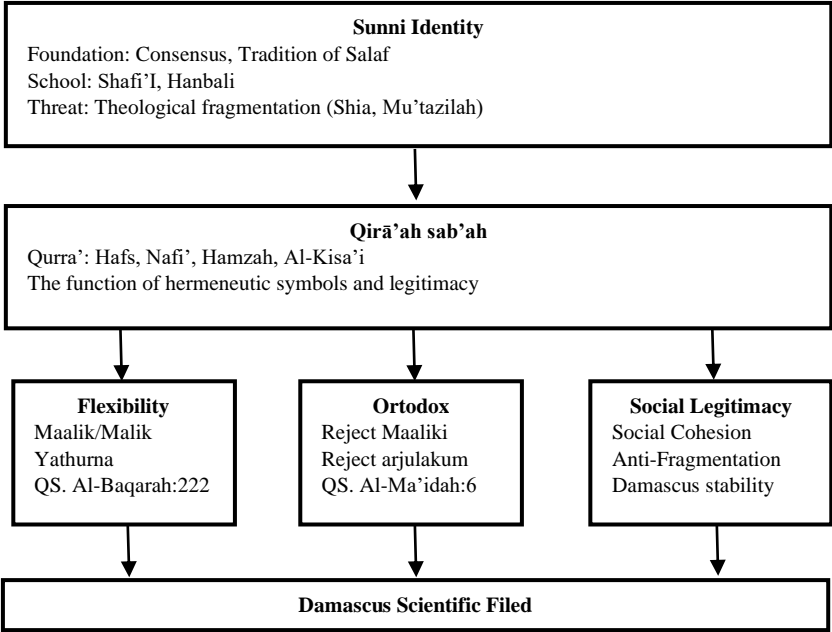 Sunni Identity
Foundation: Consensus, Tradition of Salaf
School: Shafi’I, Hanbali
Threat: Theological fragmentation (Shia, Mu’tazilah)
Qirā’ah sab’ah
Qurra’: Hafs, Nafi’, Hamzah, Al-Kisa’i
The function of hermeneutic symbols and legitimacy
Flexibility
Maalik/Malik
Yathurna
QS. Al-Baqarah:222
Ortodox
Reject Maaliki
Reject arjulakum
QS. Al-Ma’idah:6
Social Legitimacy
Social Cohesion
Anti-Fragmentation
Damascus stability
Damascus Scientific Filed